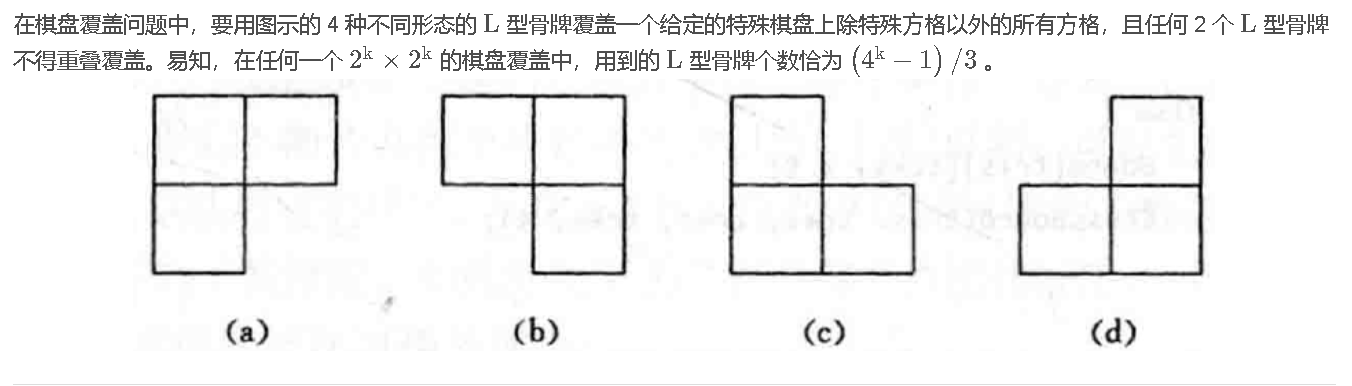 在棋盘覆盖问题中，要用图示的 4 种不同形态的 L 型骨牌覆盖一个给定的特殊棋盘上除特殊方格以外的所有方格，且任何 2 个 L 型骨牌
不得重叠覆盖。易知，在任何一个 2^k × 2^k 的棋盘覆盖中，用到的 L 型骨牌个数恰为 (4^k − 1) /3 。
(a) (b) (c) (d)